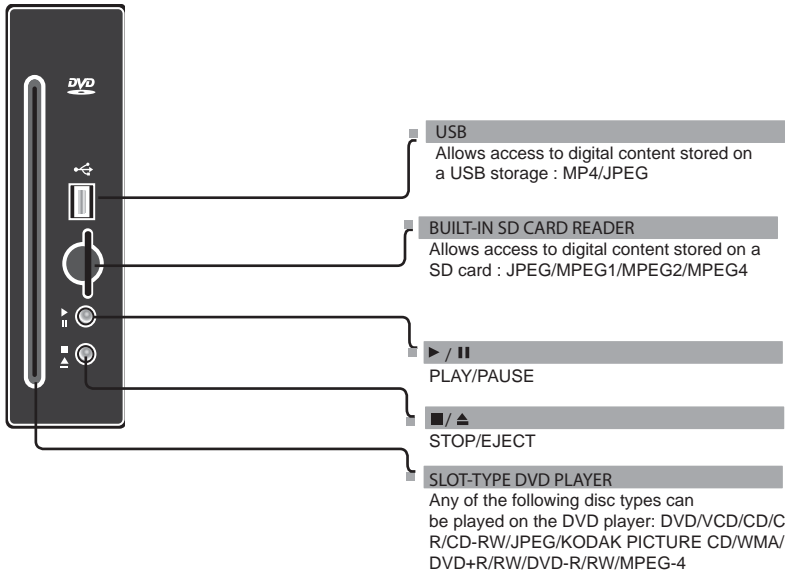 DVD
USB
Allows access to digital content stored on
a USB storage : MP4/JPEG
BUILT-IN SD CARD READER
Allows access to digital content stored on a
SD card : JPEG/MPEG1/MPEG2/MPEG4
/
PLAY/PAUSE
/
STOP/EJECT
SLOT-TYPE DVD PLAYER
Any of the following disc types can
be played on the DVD player: DVD/VCD/CD/C
R/CD-RW/JPEG/KODAK PICTURE CD/WMA/
DVD+R/RW/DVD-R/RW/MPEG-4